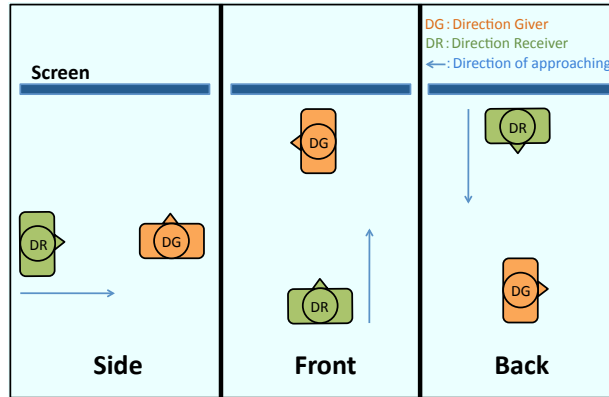 DG: Direction Giver
DR: Direction Receiver
: Direction of approaching
Screen
DR
DG
DG
DR
DR
DG
Side
Front
Back